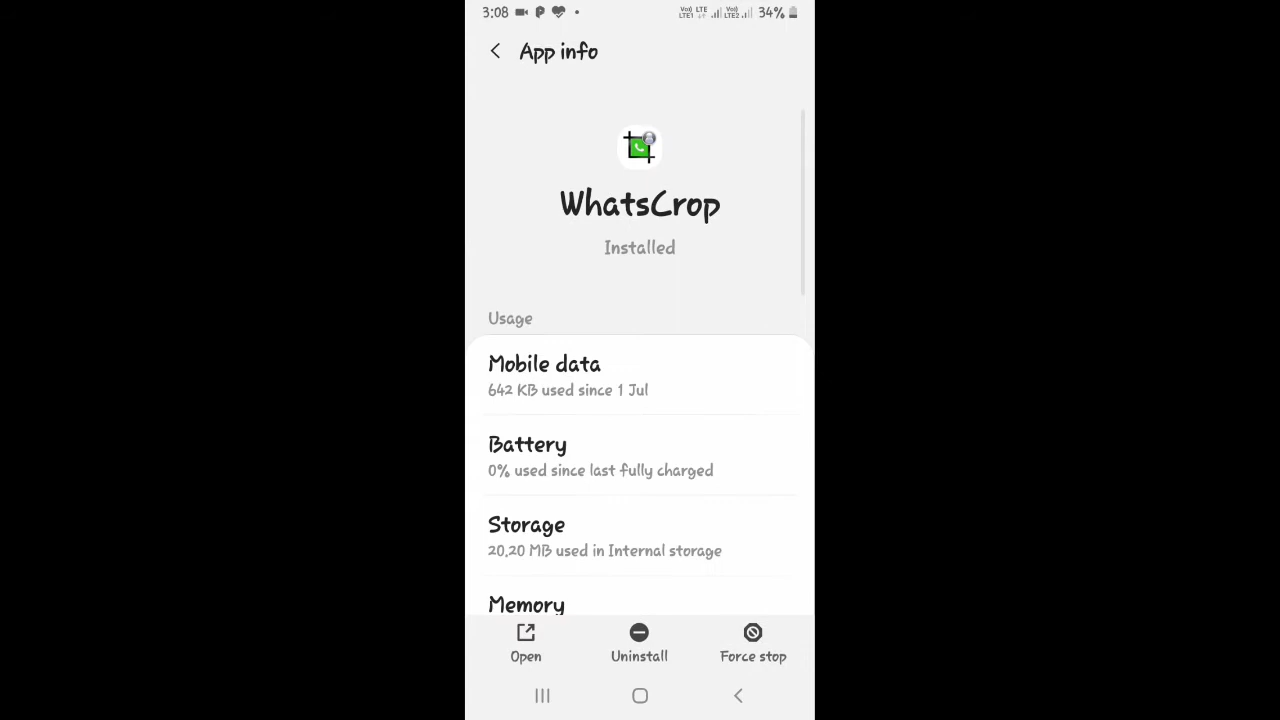 3:08 34%
App info
WhatsCrop
Installed
Usage
Mobile data
642 KB used since 1 Jul
Battery
0% used since last fully charged
Storage
20.20 MB used in Internal storage
Memory
Open Uninstall Force stop